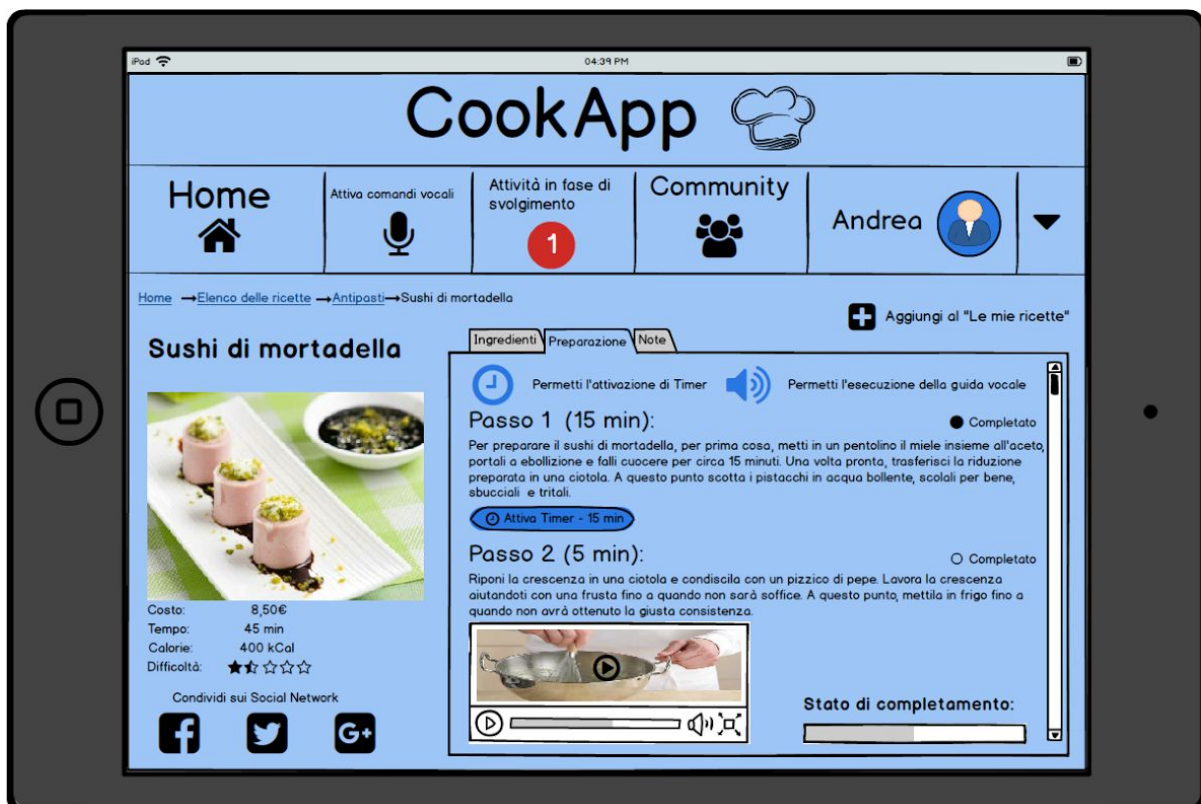 iPod 04:39 PM
CookApp
Home
Attiva comandi vocali
Attività in fase di
svolgimento
1
Community
Andrea
Home → Elenco delle ricette → Antipasti → Sushi di mortadella
Aggiungi al "Le mie ricette"
Sushi di mortadella
Costo: 8,50€
Tempo: 45 min
Calorie: 400 kCal
Difficoltà:
Condividi sui Social Network
f
G+
Ingredienti Preparazione Note
Permetti l'attivazione di Timer Permetti l'esecuzione della guida vocale
Passo 1 (15 min): Completato
Per preparare il sushi di mortadella, per prima cosa, metti in un pentolino il miele insieme all'aceto,
portali a ebollizione e falli cuocere per circa 15 minuti. Una volta pronta, trasferisci la riduzione
preparata in una ciotola. A questo punto scotta i pistacchi in acqua bollente, scolali per bene,
sbucciali e tritali.
Attiva Timer - 15 min
Passo 2 (5 min): Completato
Riponi la crescenza in una ciotola e condiscila con un pizzico di pepe. Lavora la crescenza
aiutandoti con una frusta fino a quando non sarà soffice. A questo punto, mettila in frigo fino a
quando non avrà ottenuto la giusta consistenza.
Stato di completamento: